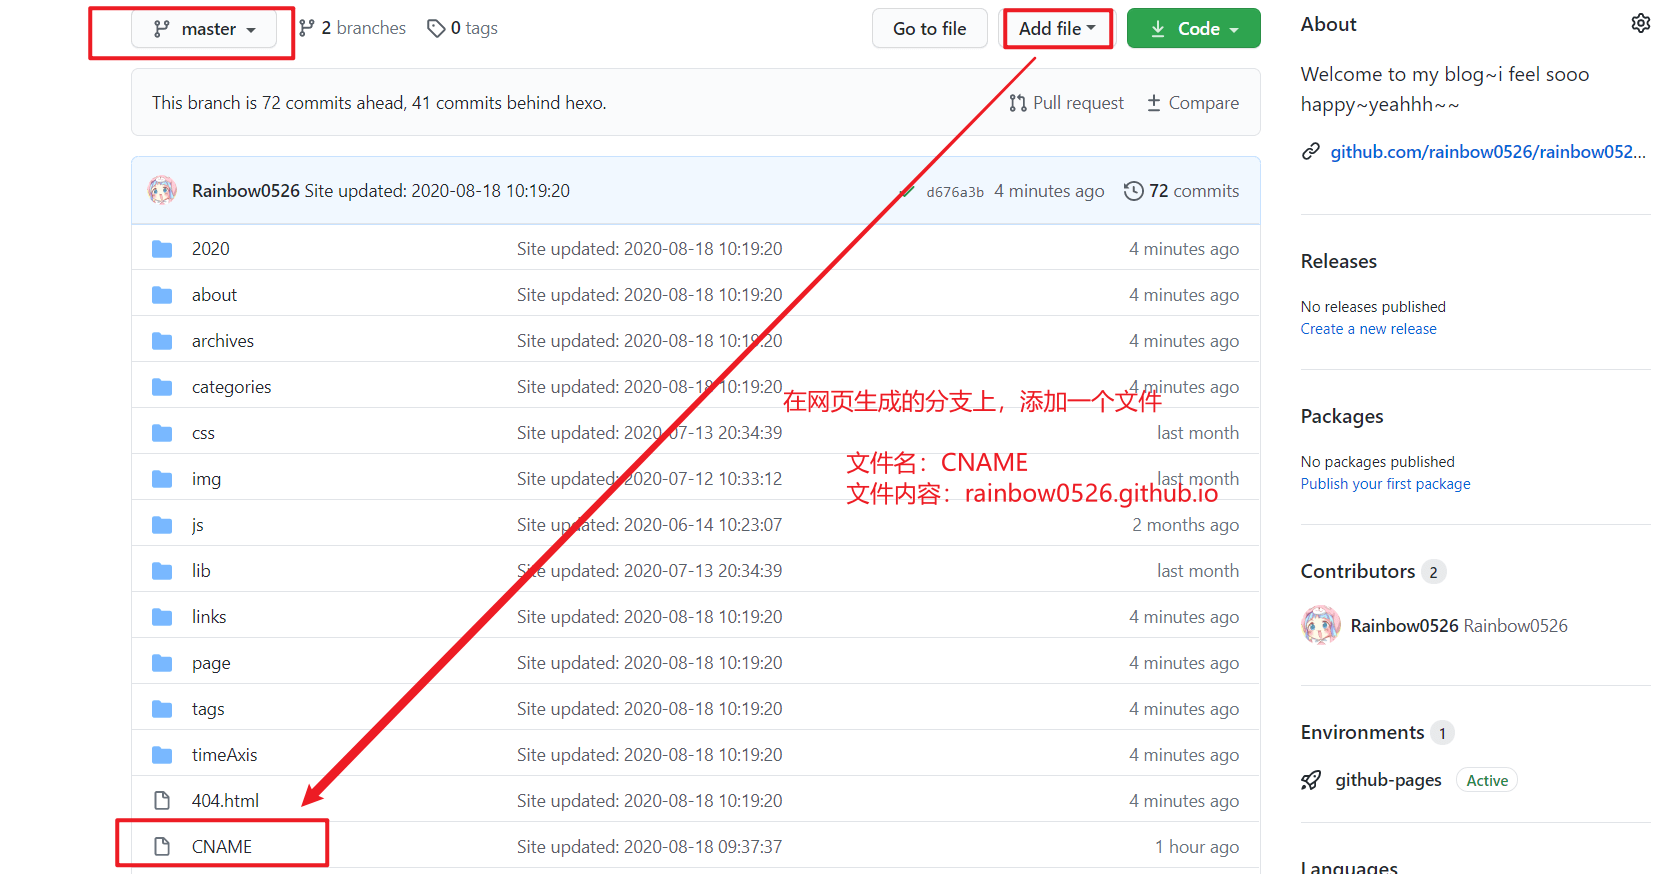 master
2 branches
0 tags
Go to file
Add file
Code
This branch is 72 commits ahead, 41 commits behind hexo.
Pull request
Compare
Rainbow0526 Site updated: 2020-08-18 10:19:20
d676a3b
4 minutes ago
72 commits
2020
Site updated: 2020-08-18 10:19:20
4 minutes ago
about
Site updated: 2020-08-18 10:19:20
4 minutes ago
archives
Site updated: 2020-08-18 10:19:20
4 minutes ago
categories
Site updated: 2020-08-18 10:19:20
4 minutes ago
css
Site updated: 2020-07-13 20:34:39
last month
img
Site updated: 2020-07-12 10:33:12
last month
js
Site updated: 2020-06-14 10:23:07
2 months ago
lib
Site updated: 2020-07-13 20:34:39
last month
links
Site updated: 2020-08-18 10:19:20
4 minutes ago
page
Site updated: 2020-08-18 10:19:20
4 minutes ago
tags
Site updated: 2020-08-18 10:19:20
4 minutes ago
timeAxis
Site updated: 2020-08-18 10:19:20
4 minutes ago
404.html
Site updated: 2020-08-18 10:19:20
4 minutes ago
CNAME
Site updated: 2020-08-18 09:37:37
1 hour ago
在网页生成的分支上，添加一个文件
文件名：CNAME
文件内容：rainbow0526.github.io
About
Welcome to my blog~i feel sooo
happy~yeahhh~~
github.com/rainbow0526/rainbow052...
Releases
No releases published
Create a new release
Packages
No packages published
Publish your first package
Contributors 2
Rainbow0526 Rainbow0526
Environments 1
github-pages
Active
Languages